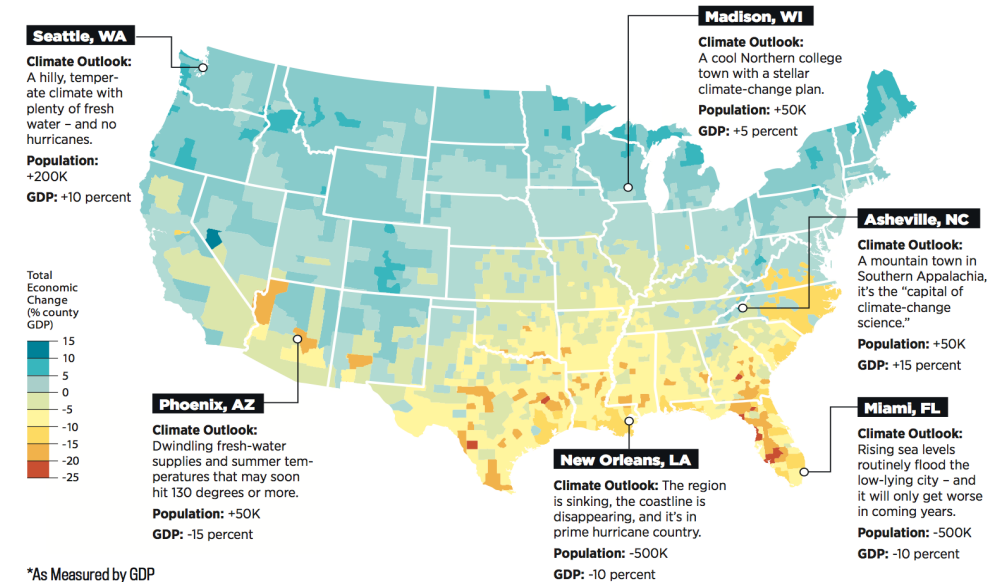 Seattle, WA
Climate Outlook:
A hilly, temper-
ate climate with
plenty of fresh
water – and no
hurricanes.
Population:
+200K
GDP: +10 percent
Madison, WI
Climate Outlook:
A cool Northern college
town with a stellar
climate-change plan.
Population: +50K
GDP: +5 percent
Asheville, NC
Climate Outlook:
A mountain town in
Southern Appalachia,
it’s the “capital of
climate-change
science.”
Population: +50K
GDP: +15 percent
Total
Economic
Change
(% county
GDP)
15
10
5
0
-5
-10
-15
-20
-25
Phoenix, AZ
Climate Outlook:
Dwindling fresh-water
supplies and summer tem-
peratures that may soon
hit 130 degrees or more.
Population: +50K
GDP: -15 percent
New Orleans, LA
Climate Outlook: The region
is sinking, the coastline is
disappearing, and it’s in
prime hurricane country.
Population: -500K
GDP: -10 percent
Miami, FL
Climate Outlook:
Rising sea levels
routinely flood the
low-lying city – and
it will only get worse
in coming years.
Population: -500K
GDP: -10 percent
*As Measured by GDP